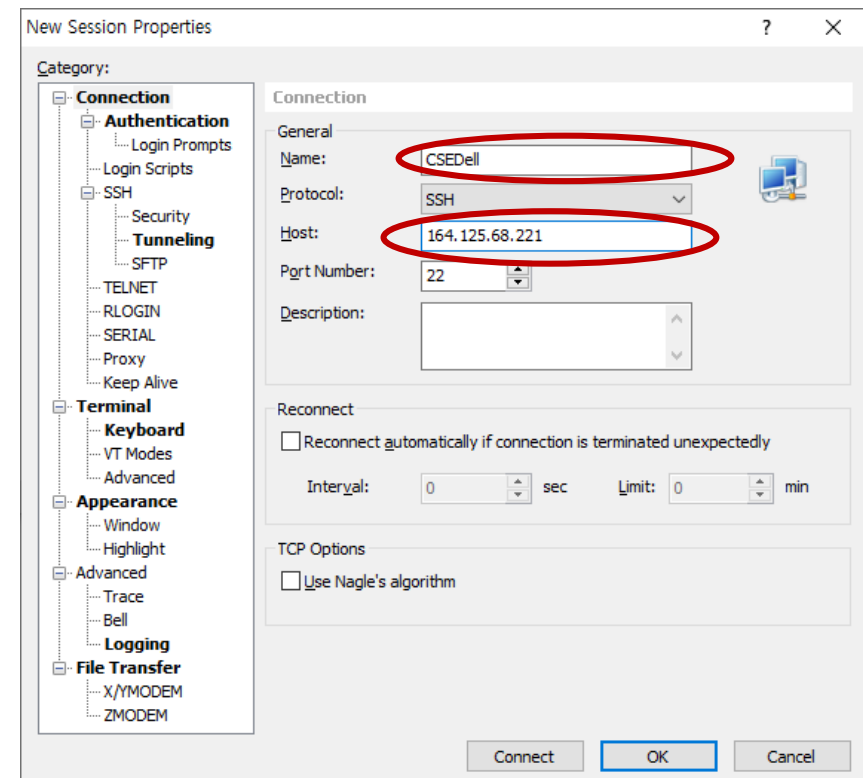 New Session Properties
?
Category:
Connection
Authentication
Login Prompts
Login Scripts
SSH
Security
Tunneling
SFTP
TELNET
RLOGIN
SERIAL
Proxy
Keep Alive
Terminal
Keyboard
VT Modes
Advanced
Appearance
Window
Highlight
Advanced
Trace
Bell
Logging
File Transfer
X/YMODEM
ZMODEM
Connection
General
Name: CSEDell
Protocol: SSH
Host: 164.125.68.221
Port Number: 22
Description:
Reconnect
Reconnect automatically if connection is terminated unexpectedly
Interval: 0 sec Limit: 0 min
TCP Options
Use Nagle's algorithm
Connect OK Cancel